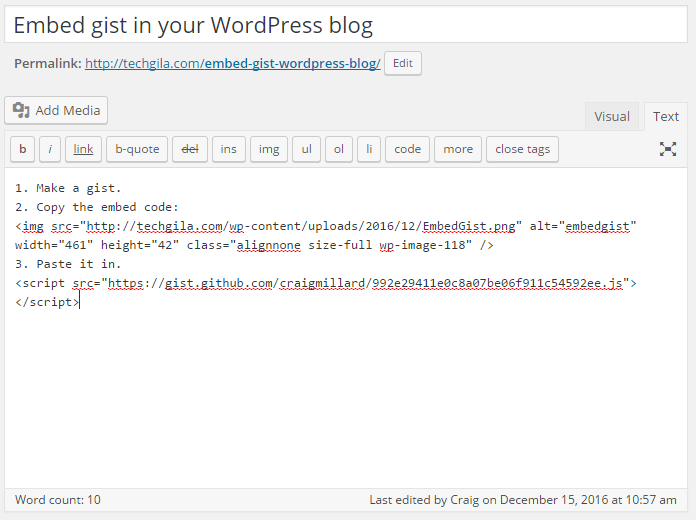 Embed gist in your WordPress blog
Permalink: http://techgila.com/embed-gist-wordpress-blog/ Edit
Add Media
Visual Text
b i link b-quote del ins img ul ol li code more close tags
1. Make a gist.
2. Copy the embed code:
<img src="http://techgila.com/wp-content/uploads/2016/12/EmbedGist.png" alt="embedgist"
width="461" height="42" class="alignnone size-full wp-image-118" />
3. Paste it in.
<script src="https://gist.github.com/craigmillard/992e29411e0c8a07be06f911c54592ee.js">
</script>
Word count: 10 Last edited by Craig on December 15, 2016 at 10:57 am